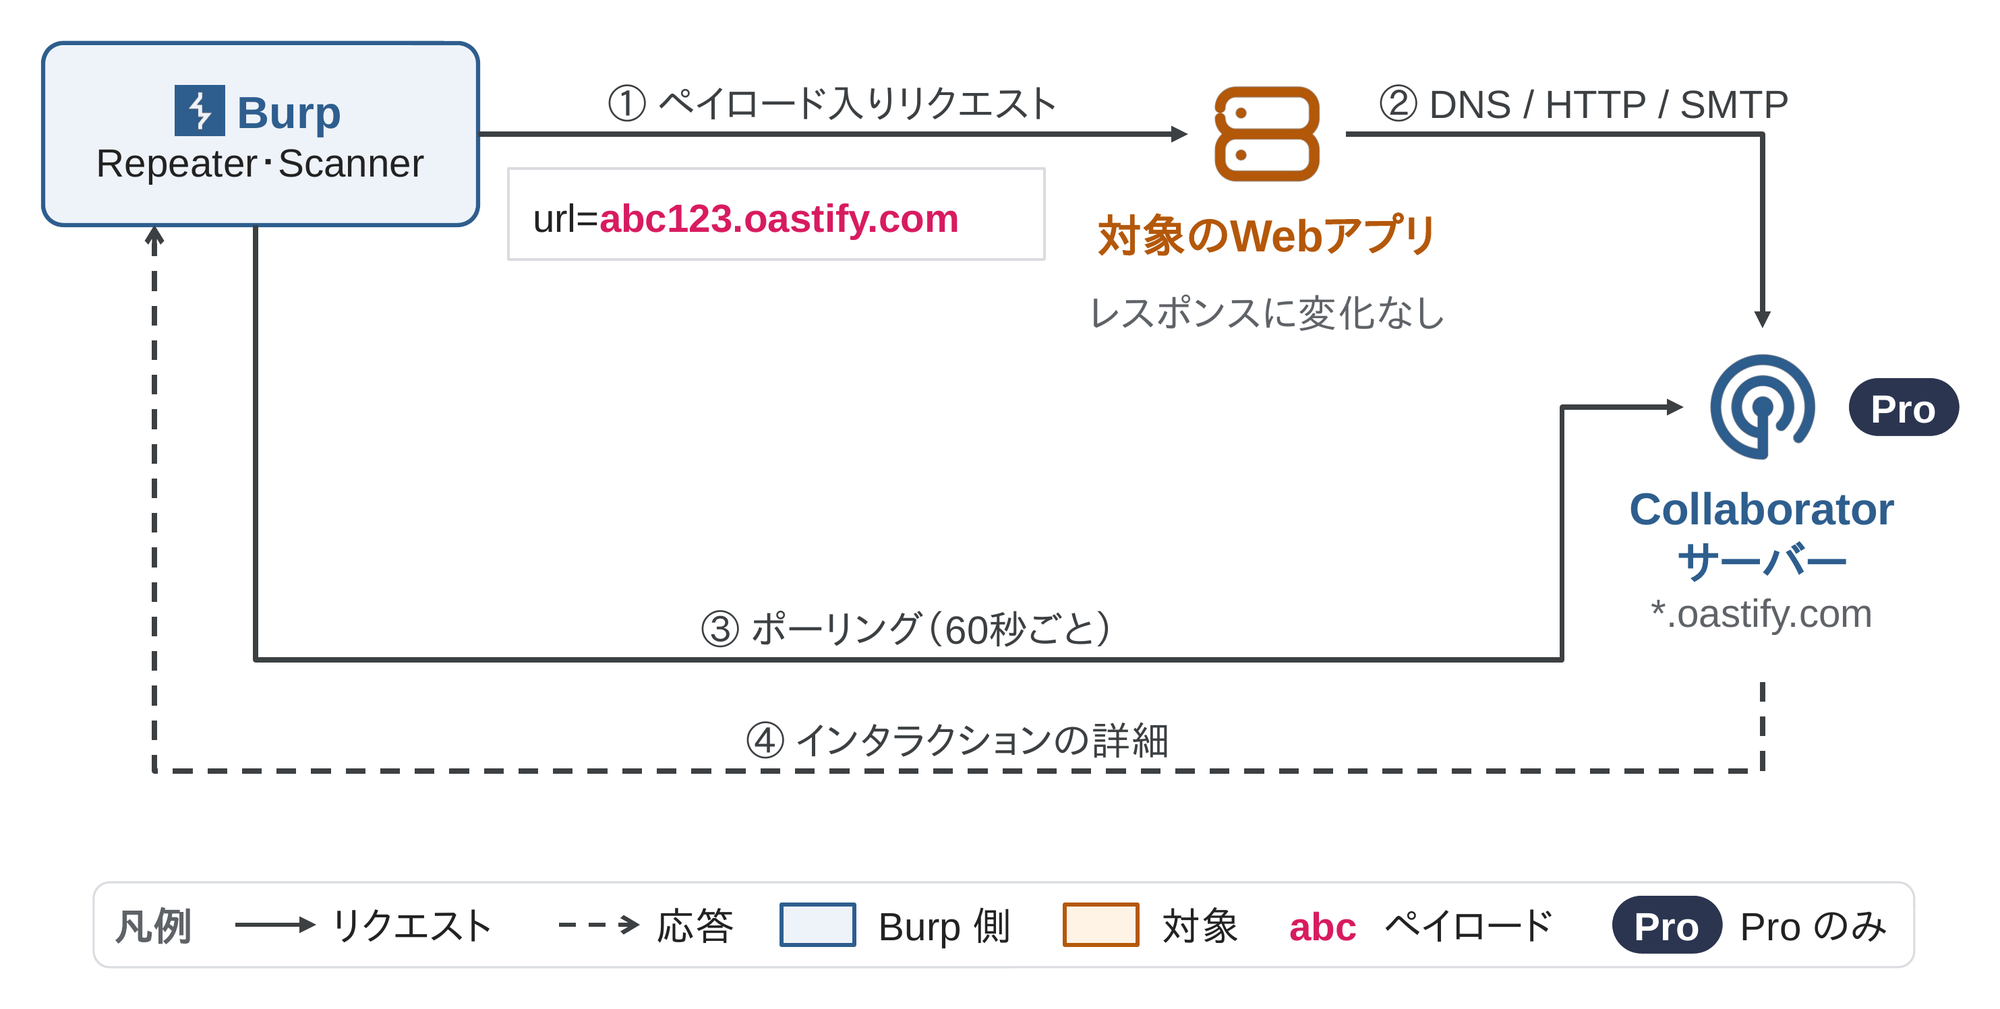 Burp
Repeater・Scanner
① ペイロード入りリクエスト
url=abc123.oastify.com
対象のWebアプリ
レスポンスに変化なし
② DNS / HTTP / SMTP
Pro
Collaborator
サーバー
*.oastify.com
③ ポーリング（60秒ごと）
④ インタラクションの詳細
凡例 リクエスト 応答 Burp 側 対象 abc ペイロード Pro Pro のみ